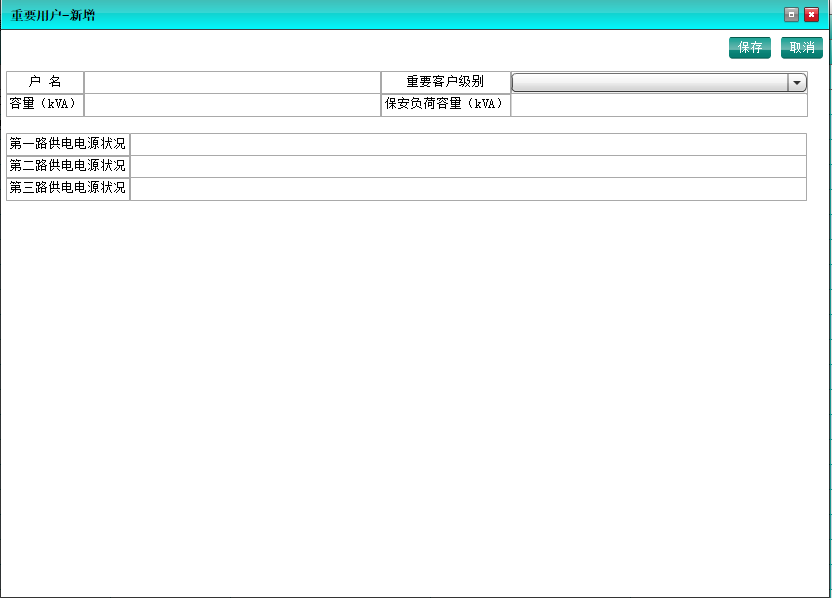 重要用户-新增
保存 取消
户 名 重要客户级别
容量（kVA） 保安负荷容量（kVA）
第一路供电电源状况
第二路供电电源状况
第三路供电电源状况